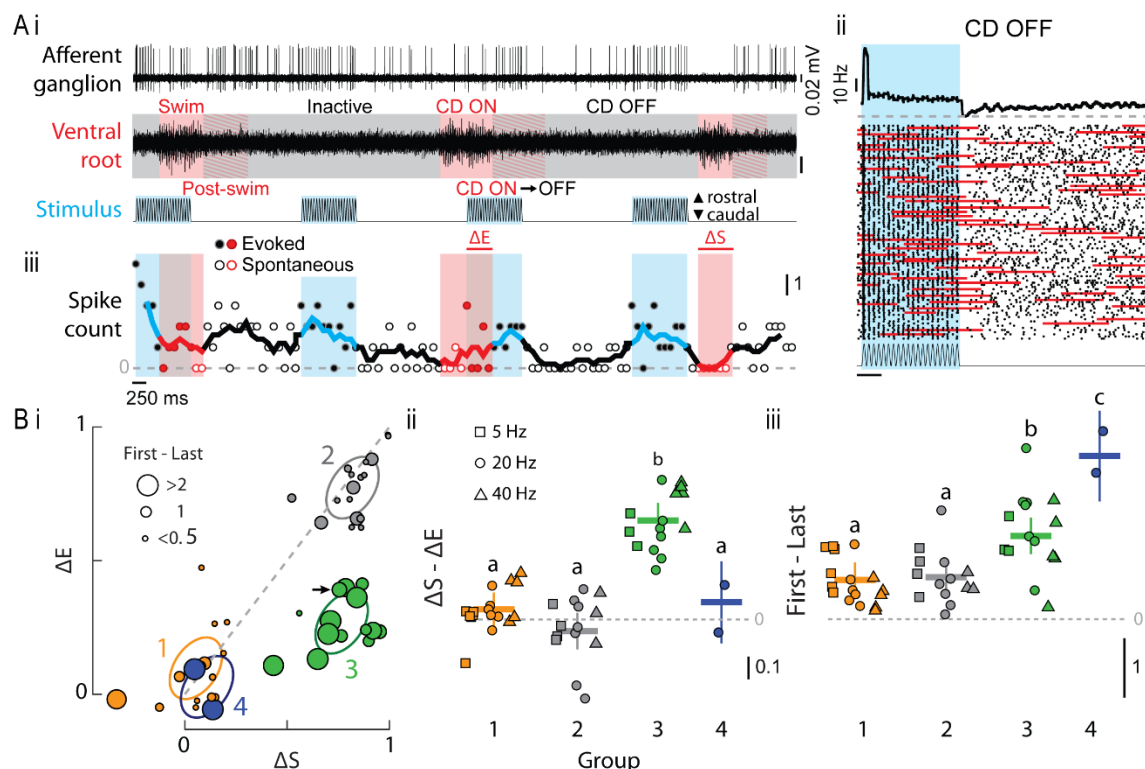 A i
Afferent
ganglion
0.02 mV
Swim
Inactive
CD ON
CD OFF
Ventral
root
Post-swim
CD ON→OFF
Stimulus
▲ rostral
▼ caudal
ii
CD OFF
10 Hz
iii
Evoked
Spontaneous
ΔE
ΔS
1
Spike
count
0
250 ms
B i
1
First - Last
>2
1
<0.5
2
ΔE
1
3
4
0
0
1
ΔS
ii
5 Hz
20 Hz
40 Hz
ΔS - ΔE
a
a
b
a
0
0.1
1
2
3
4
Group
iii
First - Last
a
a
b
c
0
1
1
2
3
4